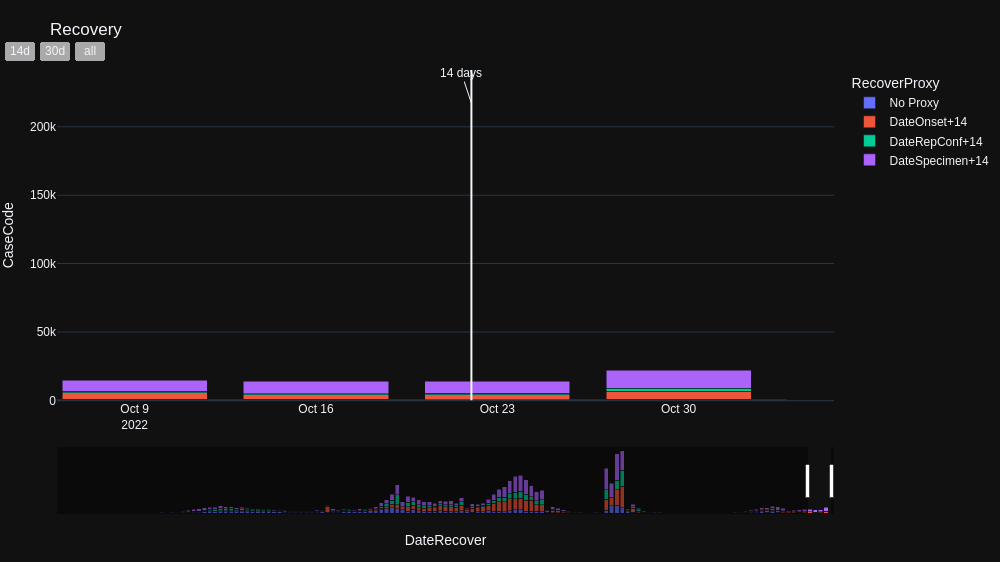 Recovery
14d 30d all
14 days
RecoverProxy
No Proxy
DateOnset+14
DateRepConf+14
DateSpecimen+14
CaseCode
200k
150k
100k
50k
0
Oct 9 Oct 16 Oct 23 Oct 30
2022
DateRecover